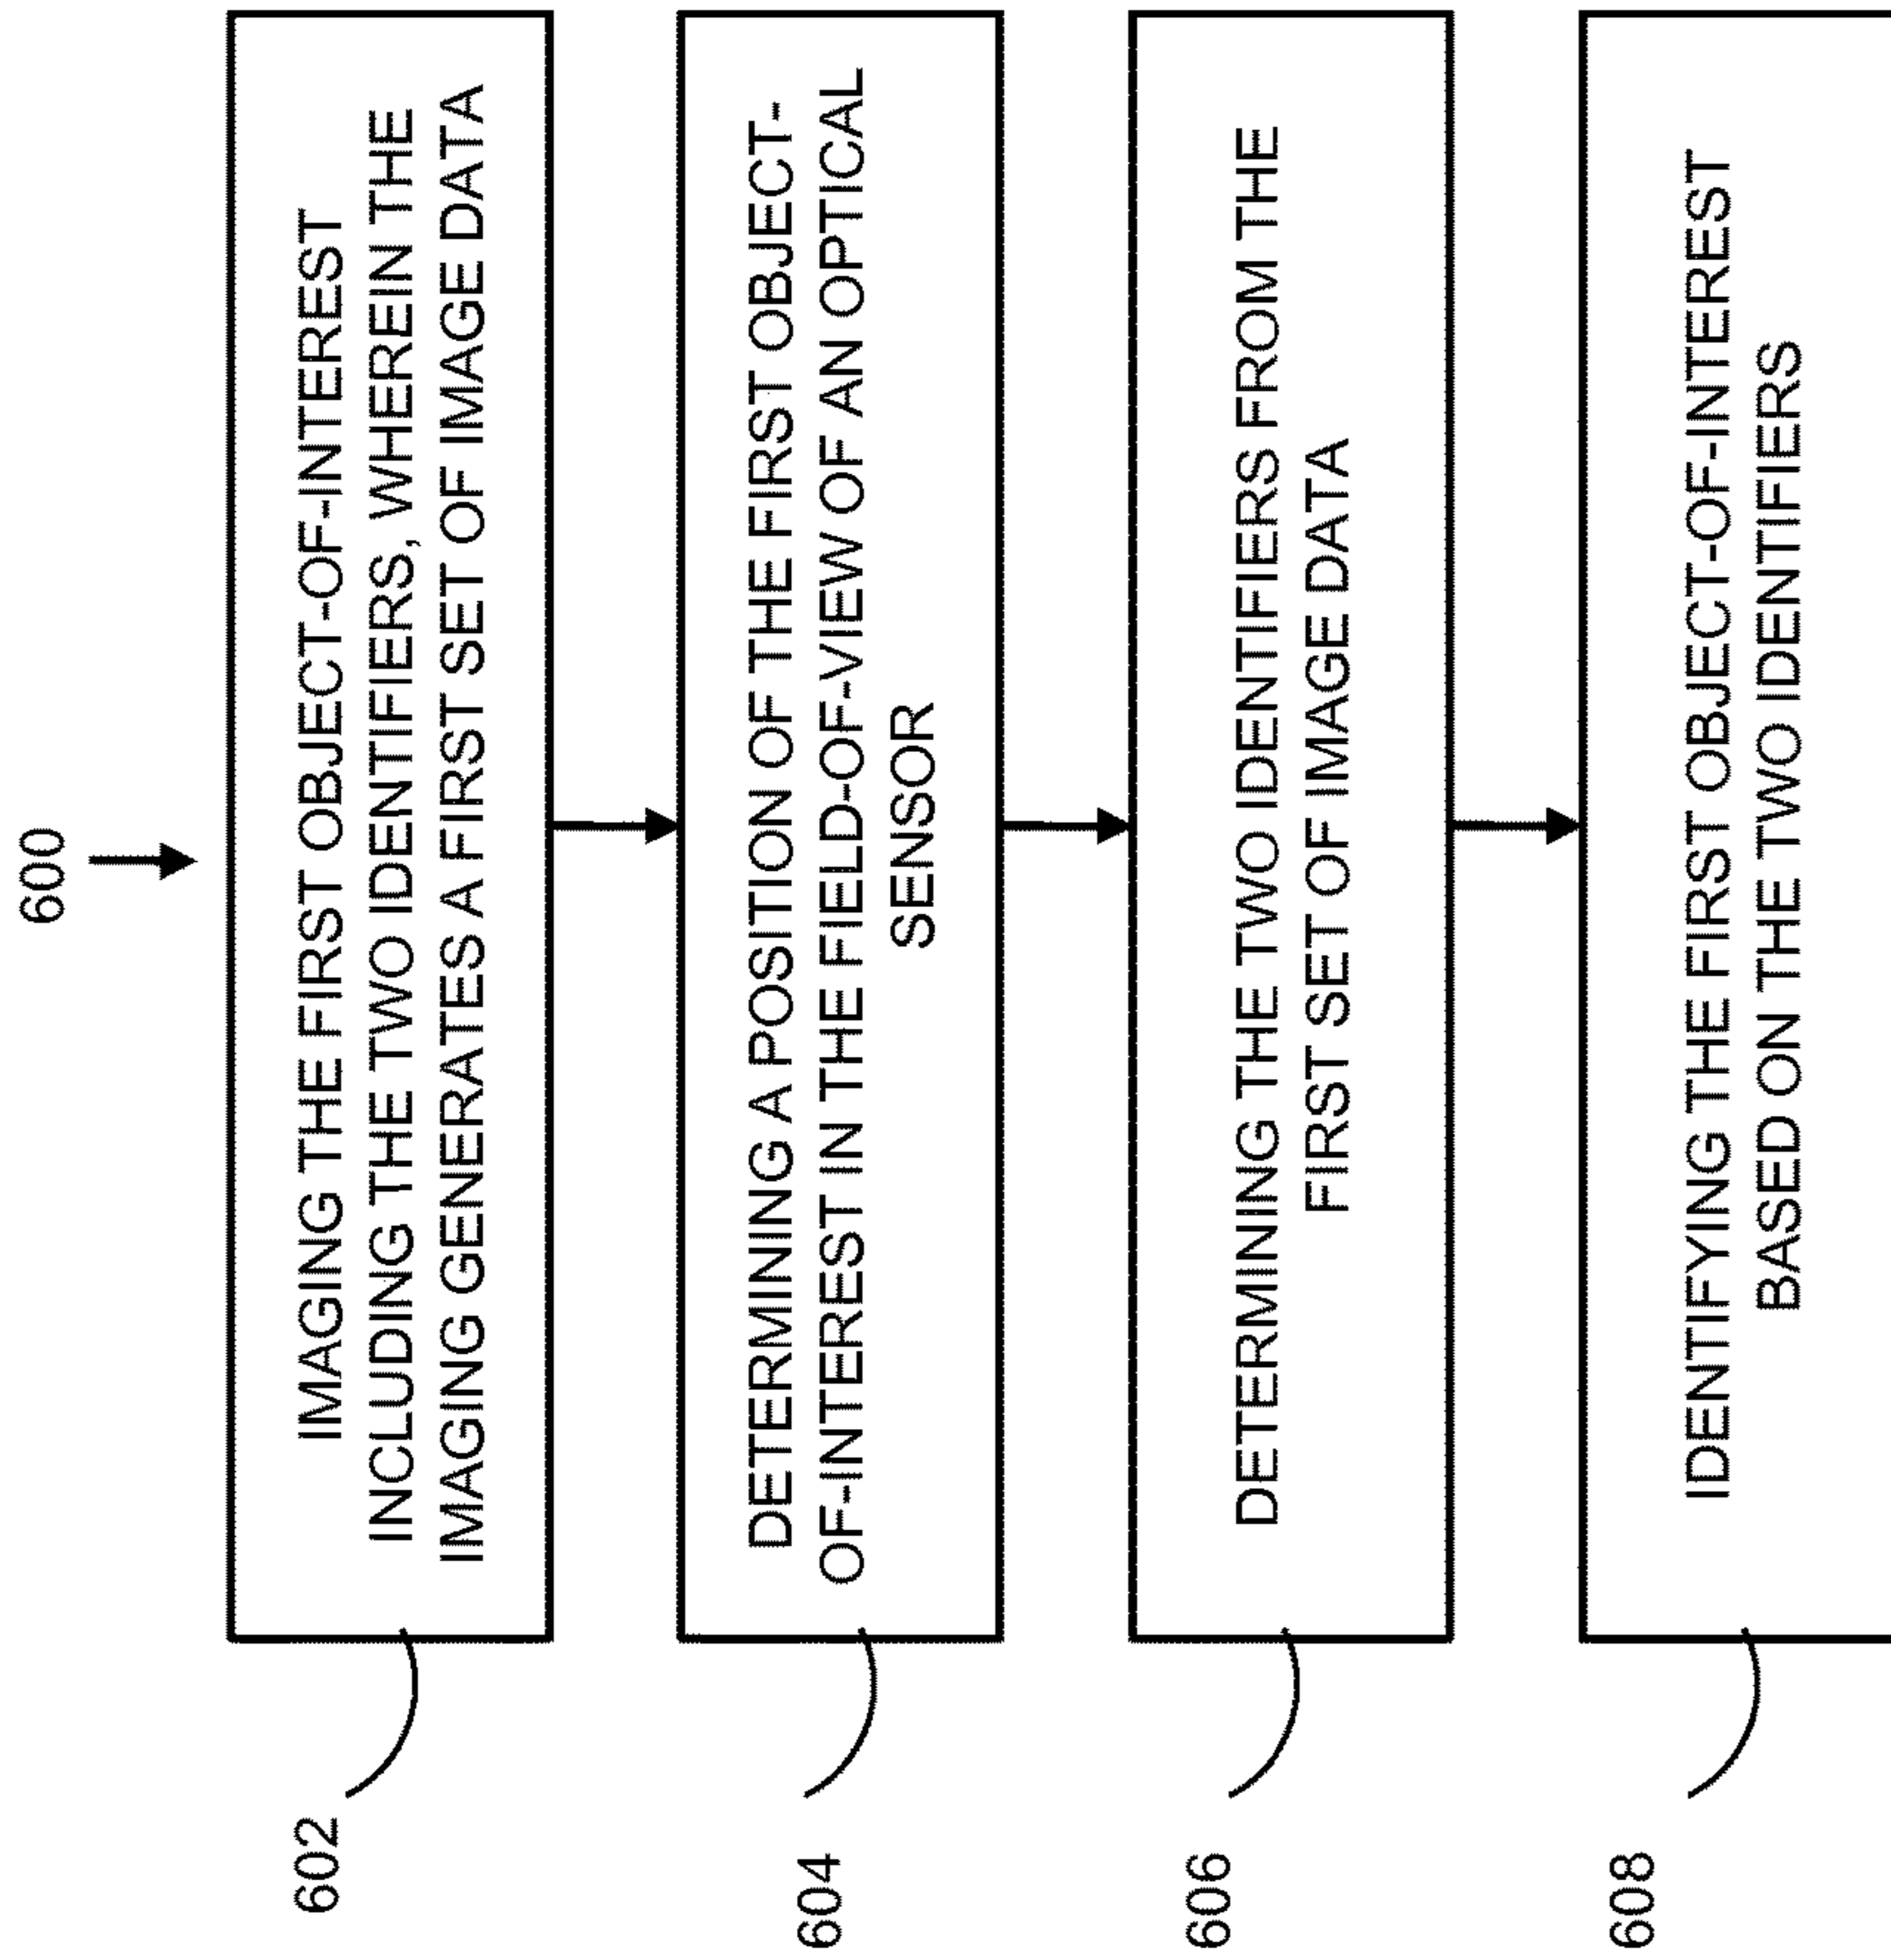 600
602
IMAGING THE FIRST OBJECT-OF-INTEREST
INCLUDING THE TWO IDENTIFIERS, WHEREIN THE
IMAGING GENERATES A FIRST SET OF IMAGE DATA
604
DETERMINING A POSITION OF THE FIRST OBJECT-
OF-INTEREST IN THE FIELD-OF-VIEW OF AN OPTICAL
SENSOR
606
DETERMINING THE TWO IDENTIFIERS FROM THE
FIRST SET OF IMAGE DATA
608
IDENTIFYING THE FIRST OBJECT-OF-INTEREST
BASED ON THE TWO IDENTIFIERS